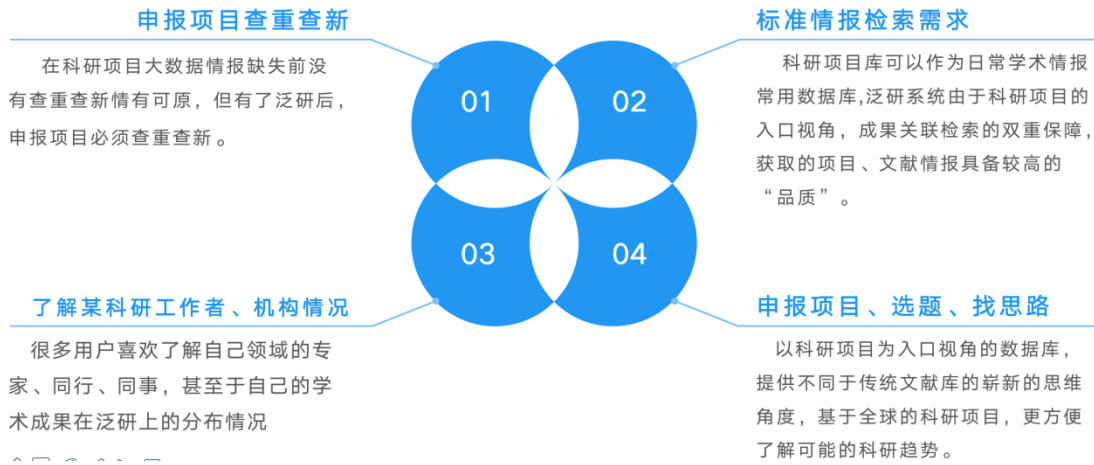 申报项目查重查新
在科研项目大数据情报缺失前没
有查重查新情有可原，但有了泛研后，
申报项目必须查重查新。
01
02
标准情报检索需求
科研项目库可以作为日常学术情报
常用数据库,泛研系统由于科研项目的
入口视角，成果关联检索的双重保障，
获取的项目、文献情报具备较高的
“品质”。
03
04
了解某科研工作者、机构情况
很多用户喜欢了解自己领域的专
家、同行、同事，甚至于自己的学
术成果在泛研上的分布情况
申报项目、选题、找思路
以科研项目为入口视角的数据库，
提供不同于传统文献库的崭新的思维
角度，基于全球的科研项目，更方便
了解可能的科研趋势。